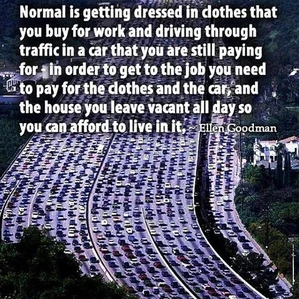 Normal is getting dressed in clothes that
you buy for work and driving through
traffic in a car that you are still paying
for - in order to get to the job you need
to pay for the clothes and the car, and
the house you leave vacant all day so
you can afford to live in it. ~ Ellen Goodman